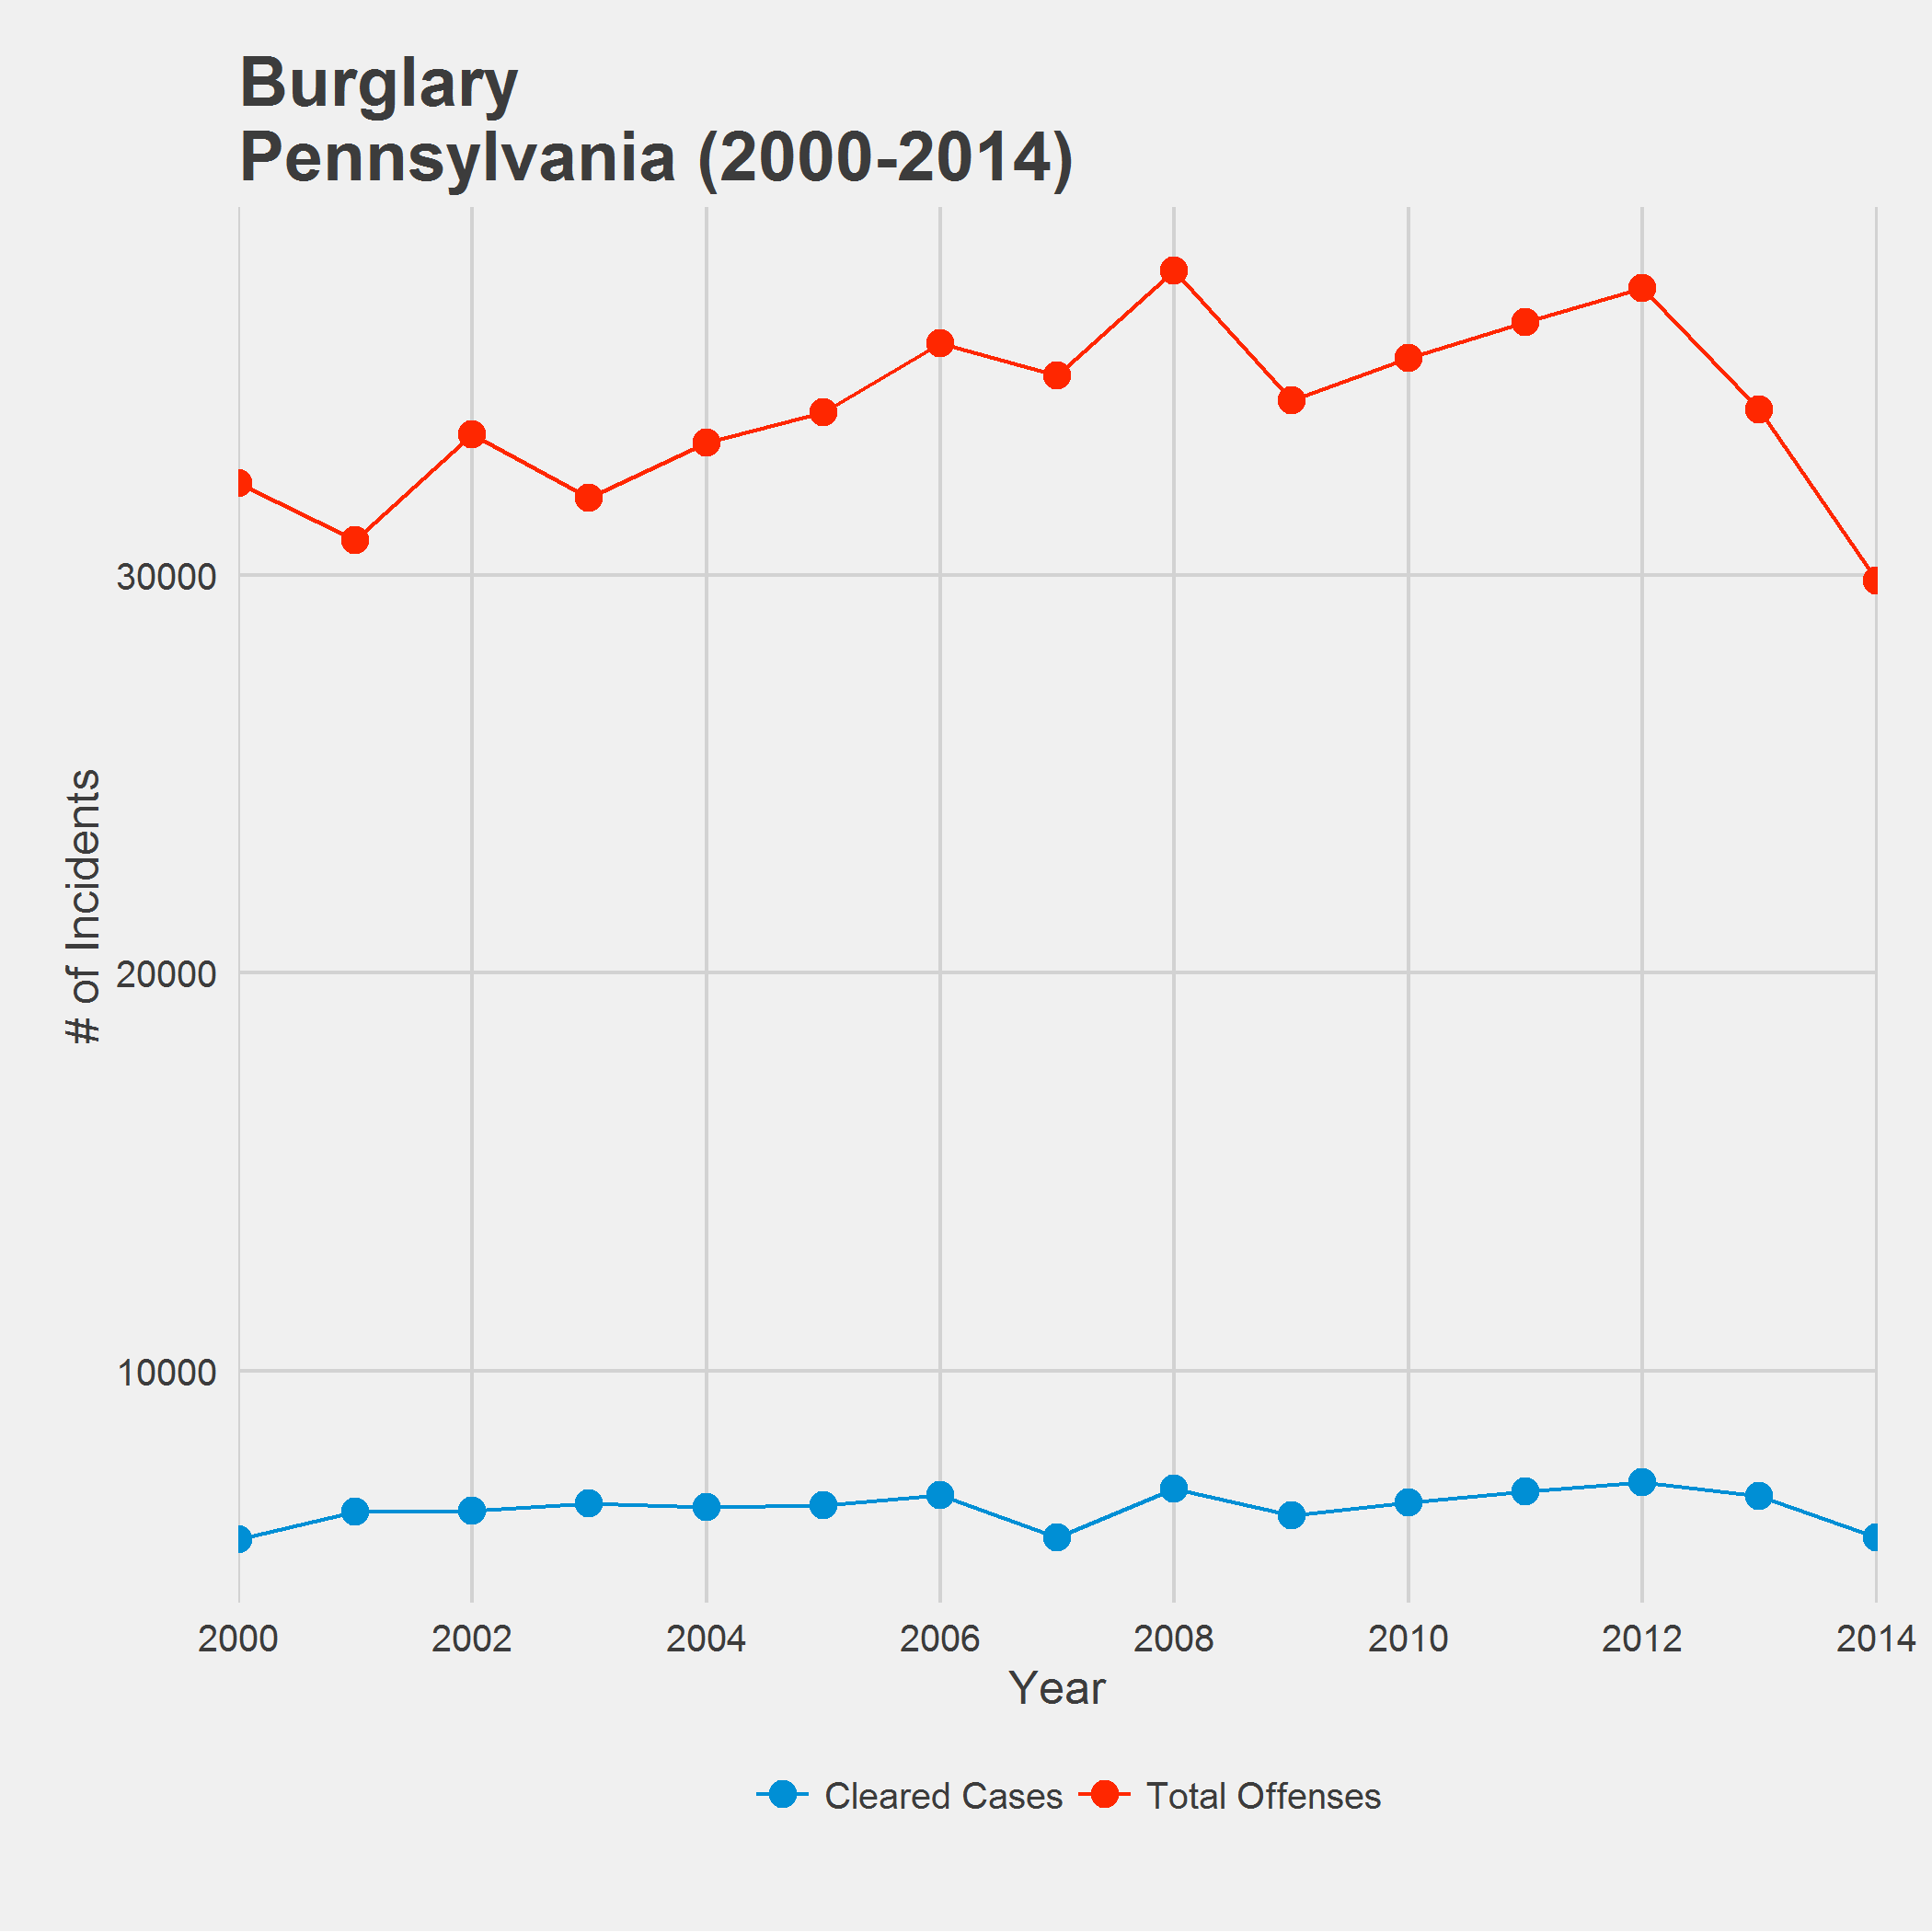 Burglary
Pennsylvania (2000-2014)
# of Incidents
30000
20000
10000
2000 2002 2004 2006 2008 2010 2012 2014
Year
Cleared Cases Total Offenses